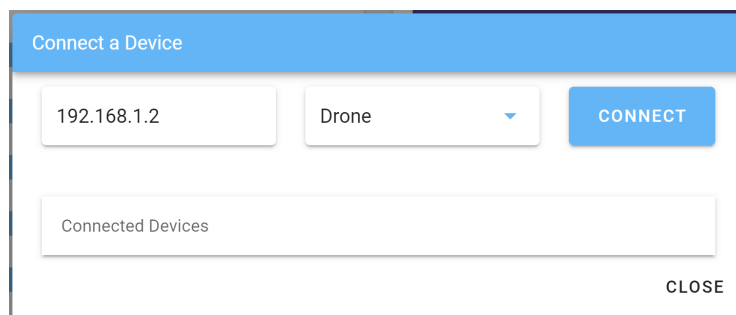 Connect a Device
192.168.1.2
Drone
CONNECT
Connected Devices
CLOSE